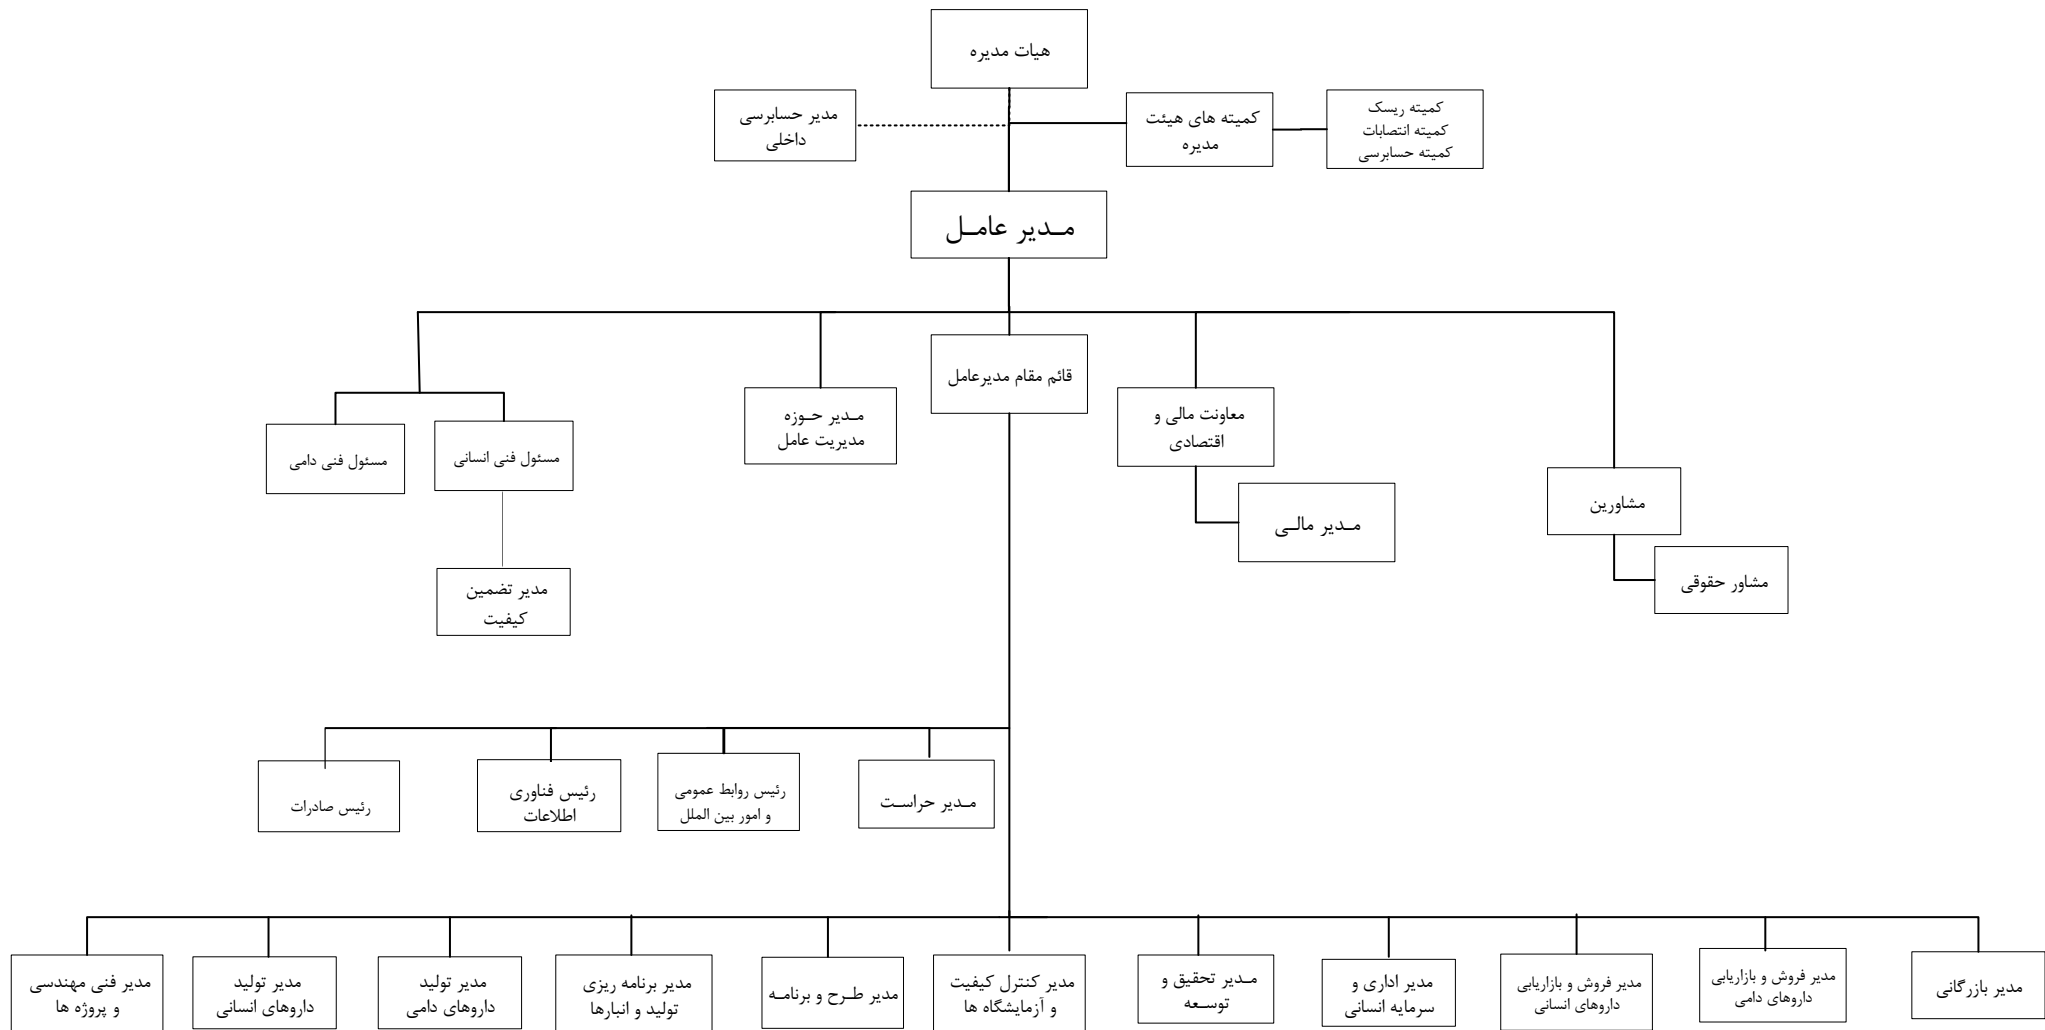 هیات مدیره
کمیته ریسک
کمیته انتصابات
کمیته حسابرسی
کمیته های هیئت
مدیره
مدیر حسابرسی
داخلی
مـدیر عامـل
قائم مقام مدیرعامل
معاونت مالی و
اقتصادی
مـدیر حـوزه
مدیریت عامل
مسئول فنی انسانی
مسئول فنی دامی
مشاورین
مـدیر مالـی
مشاور حقوقی
مدیر تضمین
کیفیت
مـدیر حراسـت
رئیس روابط عمومی
و امور بین الملل
رئیس فناوری
اطلاعات
رئیس صادرات
مدیر بازرگانی
مدیر فروش و بازاریابی
داروهای دامی
مدیر فروش و بازاریابی
داروهای انسانی
مدیر اداری و
سرمایه انسانی
مـدیر تحقیق و
توسـعه
مدیر کنترل کیفیت
و آزمایشگاه ها
مدیر طـرح و برنامـه
مدیر برنامه ریزی
تولید و انبارها
مدیر تولید
داروهای دامی
مدیر تولید
داروهای انسانی
مدیر فنی مهندسی
و پروژه ها